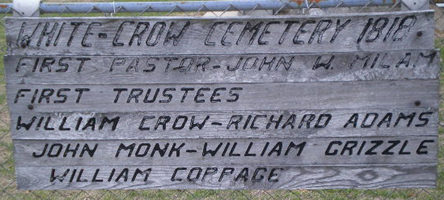 WHITE-CROW CEMETERY 1818.
FIRST PASTOR-JOHN W. MILAM
FIRST TRUSTEES
WILLIAM CROW-RICHARD ADAMS
JOHN MONK-WILLIAM GRIZZLE
WILLIAM COPPAGE